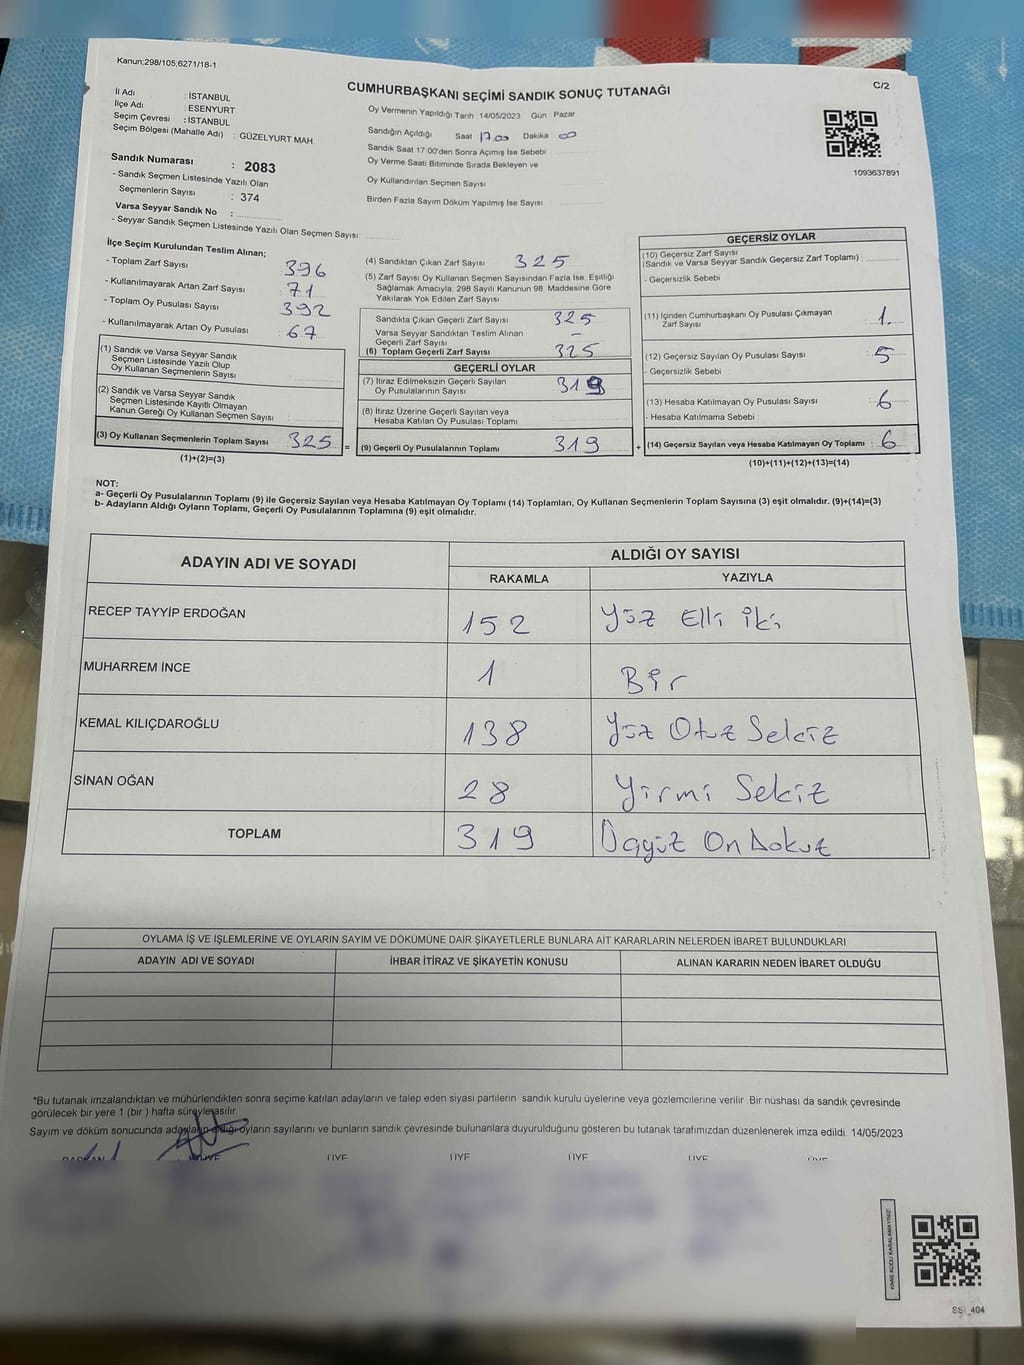 Kanun;298/105;6271/18-1
C/2
CUMHURBAŞKANI SEÇİMİ SANDIK SONUÇ TUTANAĞI
İl Adı : İSTANBUL
İlçe Adı : ESENYURT
Seçim Çevresi : İSTANBUL
Seçim Bölgesi (Mahalle Adı) : GÜZELYURT MAH
Sandık Numarası : 2083
- Sandık Seçmen Listesinde Yazılı Olan
Seçmenlerin Sayısı : 374
Varsa Seyyar Sandık No :
- Seyyar Sandık Seçmen Listesinde Yazılı Olan Seçmen Sayısı:
Oy Vermenin Yapıldığı Tarih 14/05/2023 Gün Pazar
Sandığın Açıldığı Saat 17.00 Dakika 00
Sandık Saat 17:00'den Sonra Açımış İse Sebebi
Oy Verme Saati Bitiminde Sırada Bekleyen ve
Oy Kullandırılan Seçmen Sayısı
Birden Fazla Sayım Döküm Yapılmış İse Sayısı
1093637891
İlçe Seçim Kurulundan Teslim Alınan;
- Toplam Zarf Sayısı : 396
- Kullanılmayarak Artan Zarf Sayısı : 71
- Toplam Oy Pusulası Sayısı : 392
- Kullanılmayarak Artan Oy Pusulası : 67
(1) Sandık ve Varsa Seyyar Sandık
Seçmen Listesinde Yazılı Olup
Oy Kullanan Seçmenlerin Sayısı :
(2) Sandık ve Varsa Seyyar Sandık
Seçmen Listesinde Kayıtlı Olmayan
Kanun Gereği Oy Kullanan Seçmen Sayısı :
(3) Oy Kullanan Seçmenlerin Toplam Sayısı : 325 =
(1)+(2)=(3)
(4) Sandıktan Çıkan Zarf Sayısı 325
(5) Zarf Sayısı Oy Kullanan Seçmen Sayısından Fazla İse, Eşitliği
Sağlamak Amacıyla, 298 Sayılı Kanunun 98. Maddesine Göre
Yakılarak Yok Edilen Zarf Sayısı
Sandıkta Çıkan Geçerli Zarf Sayısı 325
Varsa Seyyar Sandıktan Teslim Alınan
Geçerli Zarf Sayısı –
(6) Toplam Geçerli Zarf Sayısı 325
GEÇERLİ OYLAR
(7) İtiraz Edilmeksizin Geçerli Sayılan
Oy Pusulalarının Sayısı 319
(8) İtiraz Üzerine Geçerli Sayılan veya
Hesaba Katılan Oy Pusulası Toplamı
(9) Geçerli Oy Pusulalarının Toplamı 319 +
GEÇERSİZ OYLAR
(10) Geçersiz Zarf Sayısı
(Sandık ve Varsa Seyyar Sandık Geçersiz Zarf Toplamı) :
- Geçersizlik Sebebi :
(11) İçinden Cumhurbaşkanı Oy Pusulası Çıkmayan
Zarf Sayısı : 1.
(12) Geçersiz Sayılan Oy Pusulası Sayısı : 5
- Geçersizlik Sebebi :
(13) Hesaba Katılmayan Oy Pusulası Sayısı : 6
- Hesaba Katılmama Sebebi :
(14) Geçersiz Sayılan veya Hesaba Katılmayan Oy Toplamı : 6
(10)+(11)+(12)+(13)=(14)
NOT:
a- Geçerli Oy Pusulalarının Toplamı (9) ile Geçersiz Sayılan veya Hesaba Katılmayan Oy Toplamı (14) Toplamları, Oy Kullanan Seçmenlerin Toplam Sayısına (3) eşit olmalıdır. (9)+(14)=(3)
b- Adayların Aldığı Oyların Toplamı, Geçerli Oy Pusulalarının Toplamına (9) eşit olmalıdır.
ADAYIN ADI VE SOYADI
ALDIĞI OY SAYISI
RAKAMLA YAZIYLA
RECEP TAYYİP ERDOĞAN 152 Yüz Elli İki
MUHARREM İNCE 1 Bir
KEMAL KILIÇDAROĞLU 138 Yüz Otuz Sekiz
SİNAN OĞAN 28 Yirmi Sekiz
TOPLAM 319 Üçyüz On Dokuz
OYLAMA İŞ VE İŞLEMLERİNE VE OYLARIN SAYIM VE DÖKÜMÜNE DAİR ŞİKAYETLERLE BUNLARA AİT KARARLARIN NELERDEN İBARET BULUNDUKLARI
ADAYIN ADI VE SOYADI İHBAR İTİRAZ VE ŞİKAYETİN KONUSU ALINAN KARARIN NEDEN İBARET OLDUĞU
*Bu tutanak imzalandıktan ve mühürlendikten sonra seçime katılan adayların ve talep eden siyasi partilerin sandık kurulu üyelerine veya gözlemcilerine verilir .Bir nüshası da sandık çevresinde
görülecek bir yere 1 (bir ) hafta süreyle asılır.
Sayım ve döküm sonucunda adayların aldığı oyların sayılarını ve bunların sandık çevresinde bulunanlara duyurulduğunu gösteren bu tutanak tarafımızdan düzenlenerek imza edildi. 14/05/2023
BAŞKAN ÜYE ÜYE ÜYE ÜYE ÜYE
KARE KODU KARALAMAYINIZ!
SSI_404